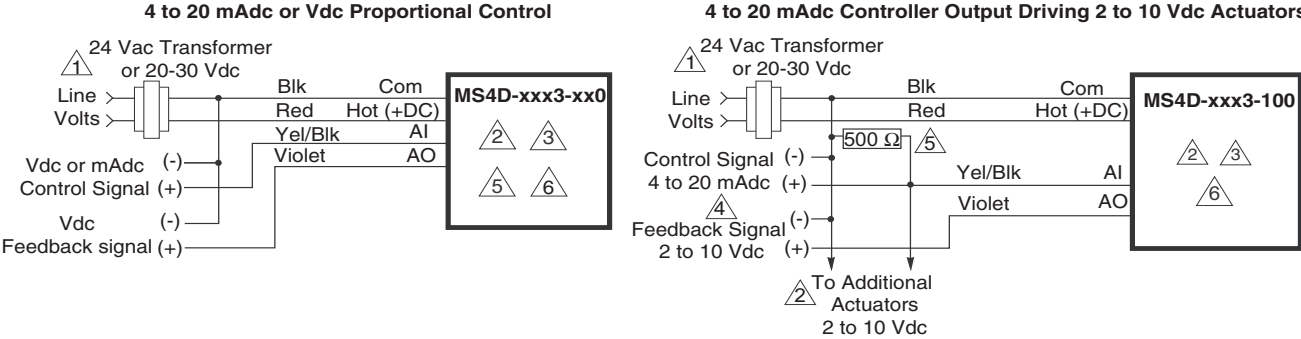 4 to 20 mAdc or Vdc Proportional Control
1
24 Vac Transformer
or 20-30 Vdc
Line
Volts
Blk
Com
Red
Hot (+DC)
Yel/Blk
AI
Violet
AO
Vdc or mAdc (-)
Control Signal (+)
Vdc (-)
Feedback signal (+)
MS4D-xxx3-xx0
2 3
5 6
4 to 20 mAdc Controller Output Driving 2 to 10 Vdc Actuators
1
24 Vac Transformer
or 20-30 Vdc
Line
Volts
Blk
Com
Red
Hot (+DC)
500 Ω
5
Control Signal (-)
4 to 20 mAdc (+)
Yel/Blk
AI
4
Violet
AO
Feedback Signal (-)
2 to 10 Vdc (+)
MS4D-xxx3-100
2 3
6
2
To Additional
Actuators
2 to 10 Vdc